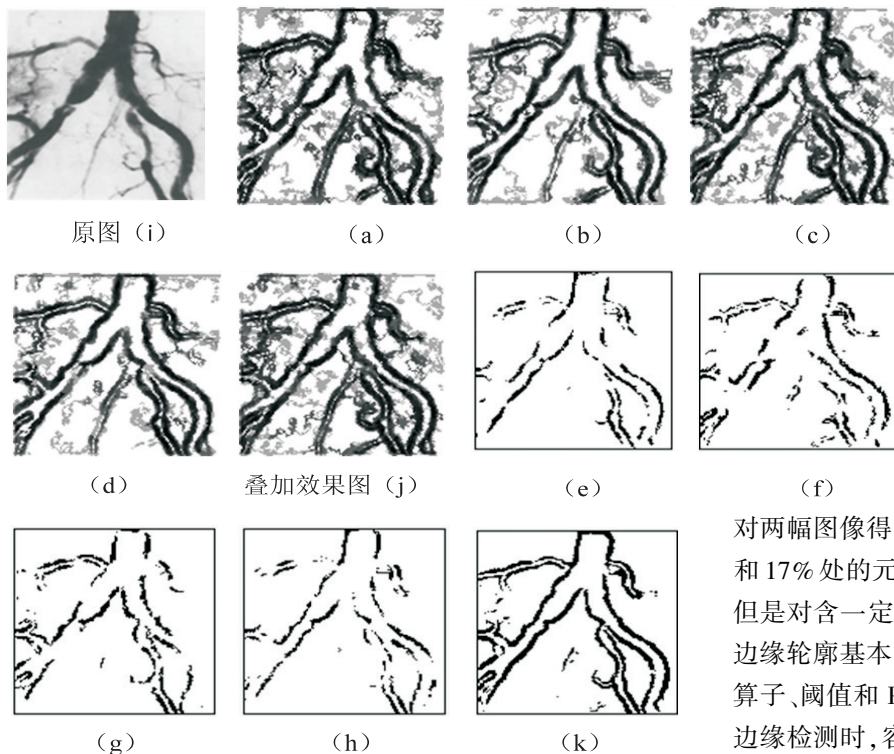 原图（i）
（a）
（b）
（c）
（d）
叠加效果图（j）
（e）
（f）
（g）
（h）
（k）
对两幅图像得
和 17% 处的元
但是对含一定
边缘轮廓基本
算子、阈值和
边缘检测时，容